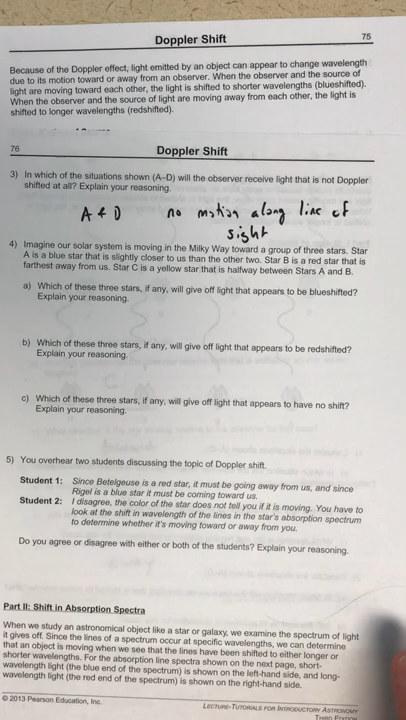 Doppler Shift
75
Because of the Doppler effect, light emitted by an object can appear to change wavelength
due to its motion toward or away from an observer. When the observer and the source of
light are moving toward each other, the light is shifted to shorter wavelengths (blueshifted).
When the observer and the source of light are moving away from each other, the light is
shifted to longer wavelengths (redshifted).
76
Doppler Shift
3) In which of the situations shown (A–D) will the observer receive light that is not Doppler
shifted at all? Explain your reasoning.
A & D no motion along line of
sight
4) Imagine our solar system is moving in the Milky Way toward a group of three stars. Star
A is a blue star that is slightly closer to us than the other two. Star B is a red star that is
farthest away from us. Star C is a yellow star that is halfway between Stars A and B.
a) Which of these three stars, if any, will give off light that appears to be blueshifted?
Explain your reasoning.
b) Which of these three stars, if any, will give off light that appears to be redshifted?
Explain your reasoning.
c) Which of these three stars, if any, will give off light that appears to have no shift?
Explain your reasoning.
5) You overhear two students discussing the topic of Doppler shift.
Student 1: Since Betelgeuse is a red star, it must be going away from us, and since
Rigel is a blue star it must be coming toward us.
Student 2: I disagree, the color of the star does not tell you if it is moving. You have to
look at the shift in wavelength of the lines in the star's absorption spectrum
to determine whether it's moving toward or away from you.
Do you agree or disagree with either or both of the students? Explain your reasoning.
Part II: Shift in Absorption Spectra
When we study an astronomical object like a star or galaxy, we examine the spectrum of light
it gives off. Since the lines of a spectrum occur at specific wavelengths, we can determine
that an object is moving when we see that the lines have been shifted to either longer or
shorter wavelengths. For the absorption line spectra shown on the next page, short-
wavelength light (the blue end of the spectrum) is shown on the left-hand side, and long-
wavelength light (the red end of the spectrum) is shown on the right-hand side.
© 2013 Pearson Education, Inc.
LECTURE-TUTORIALS FOR INTRODUCTORY ASTRONOMY
THIRD EDITION